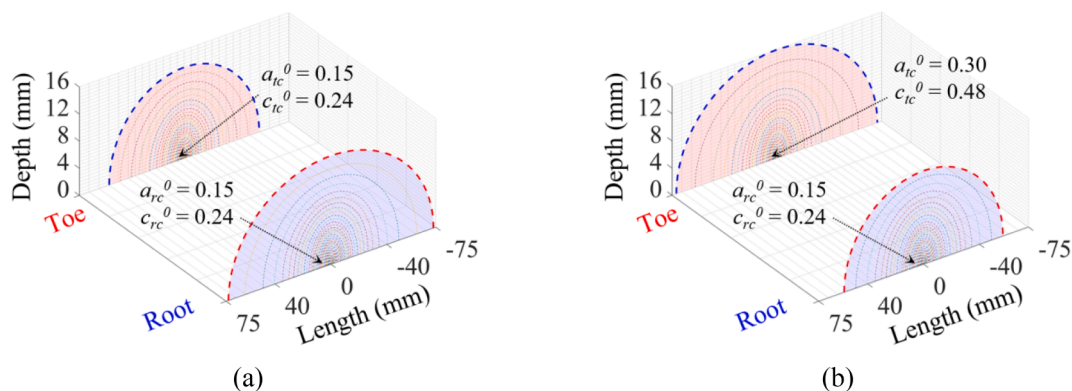 16
12
8
4
0
Depth (mm)
Toe
Root
a_tc^0 = 0.15
c_tc^0 = 0.24
a_rc^0 = 0.15
c_rc^0 = 0.24
75
40
0
-40
-75
Length (mm)
(a)
16
12
8
4
0
Depth (mm)
Toe
Root
a_tc^0 = 0.30
c_tc^0 = 0.48
a_rc^0 = 0.15
c_rc^0 = 0.24
75
40
0
-40
-75
Length (mm)
(b)